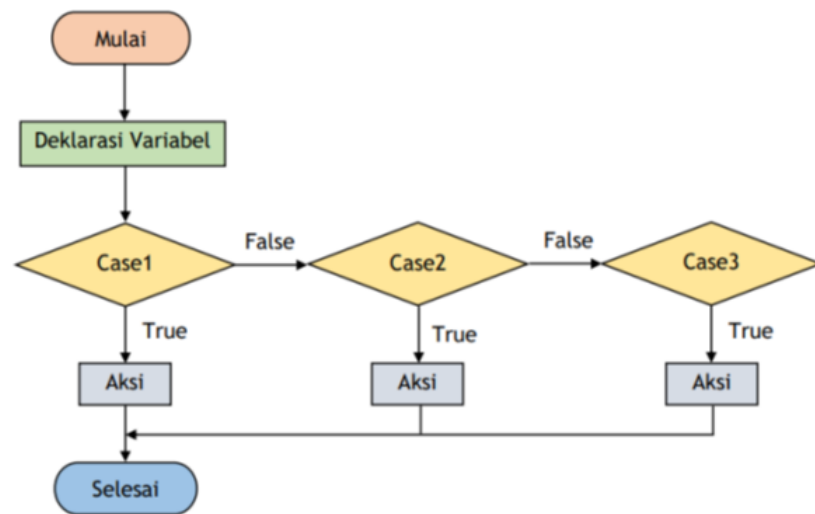 Mulai
Deklarasi Variabel
Case1
False
Case2
False
Case3
True
True
True
Aksi
Aksi
Aksi
Selesai